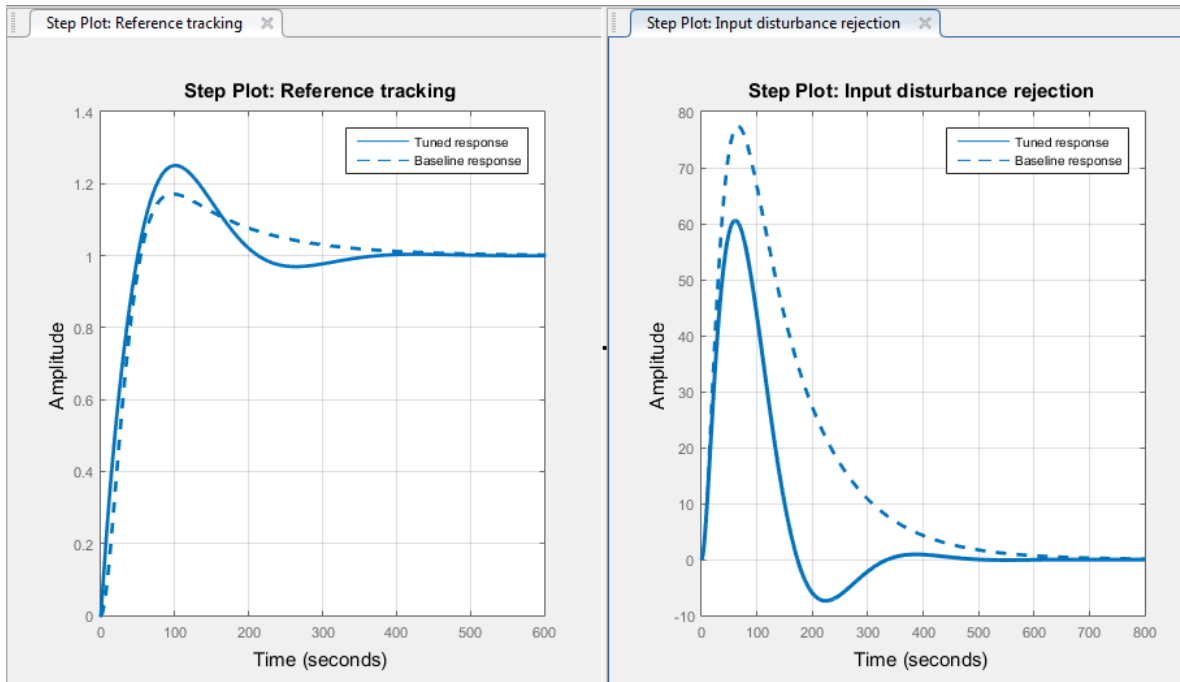 Step Plot: Reference tracking
Step Plot: Input disturbance rejection
Step Plot: Reference tracking
1.4
1.2
1
0.8
0.6
0.4
0.2
0
Amplitude
Tuned response
Baseline response
0 100 200 300 400 500 600
Time (seconds)
Step Plot: Input disturbance rejection
80
70
60
50
40
30
20
10
0
-10
Amplitude
Tuned response
Baseline response
0 100 200 300 400 500 600 700 800
Time (seconds)